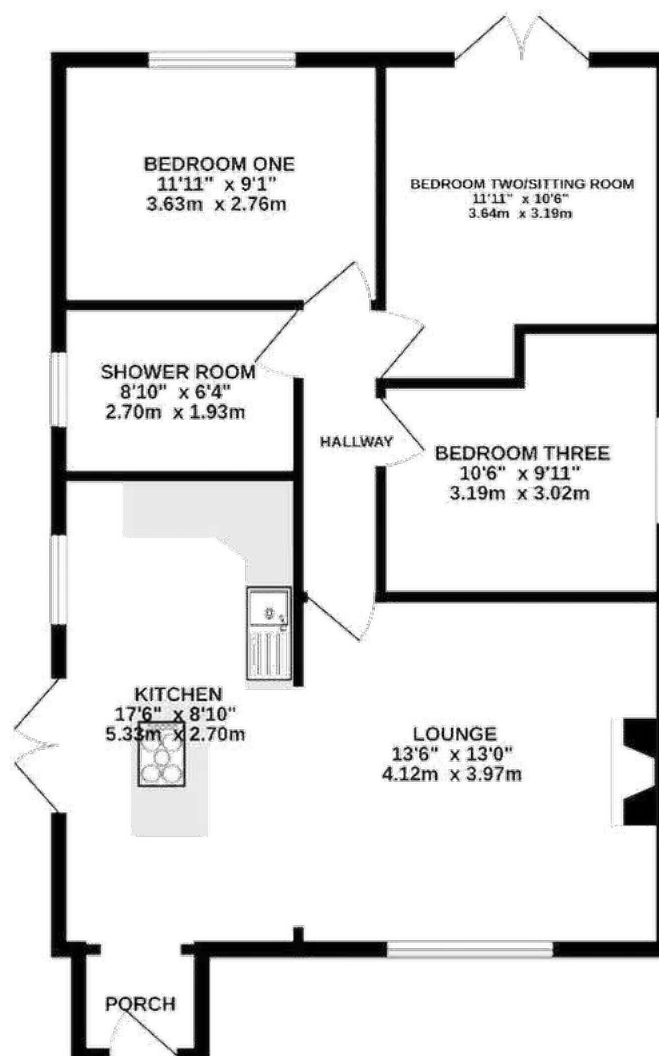 BEDROOM ONE
11'11" x 9'1"
3.63m x 2.76m
BEDROOM TWO/SITTING ROOM
11'11" x 10'6"
3.64m x 3.19m
SHOWER ROOM
8'10" x 6'4"
2.70m x 1.93m
HALLWAY
BEDROOM THREE
10'6" x 9'11"
3.19m x 3.02m
KITCHEN
17'6" x 8'10"
5.33m x 2.70m
LOUNGE
13'6" x 13'0"
4.12m x 3.97m
PORCH